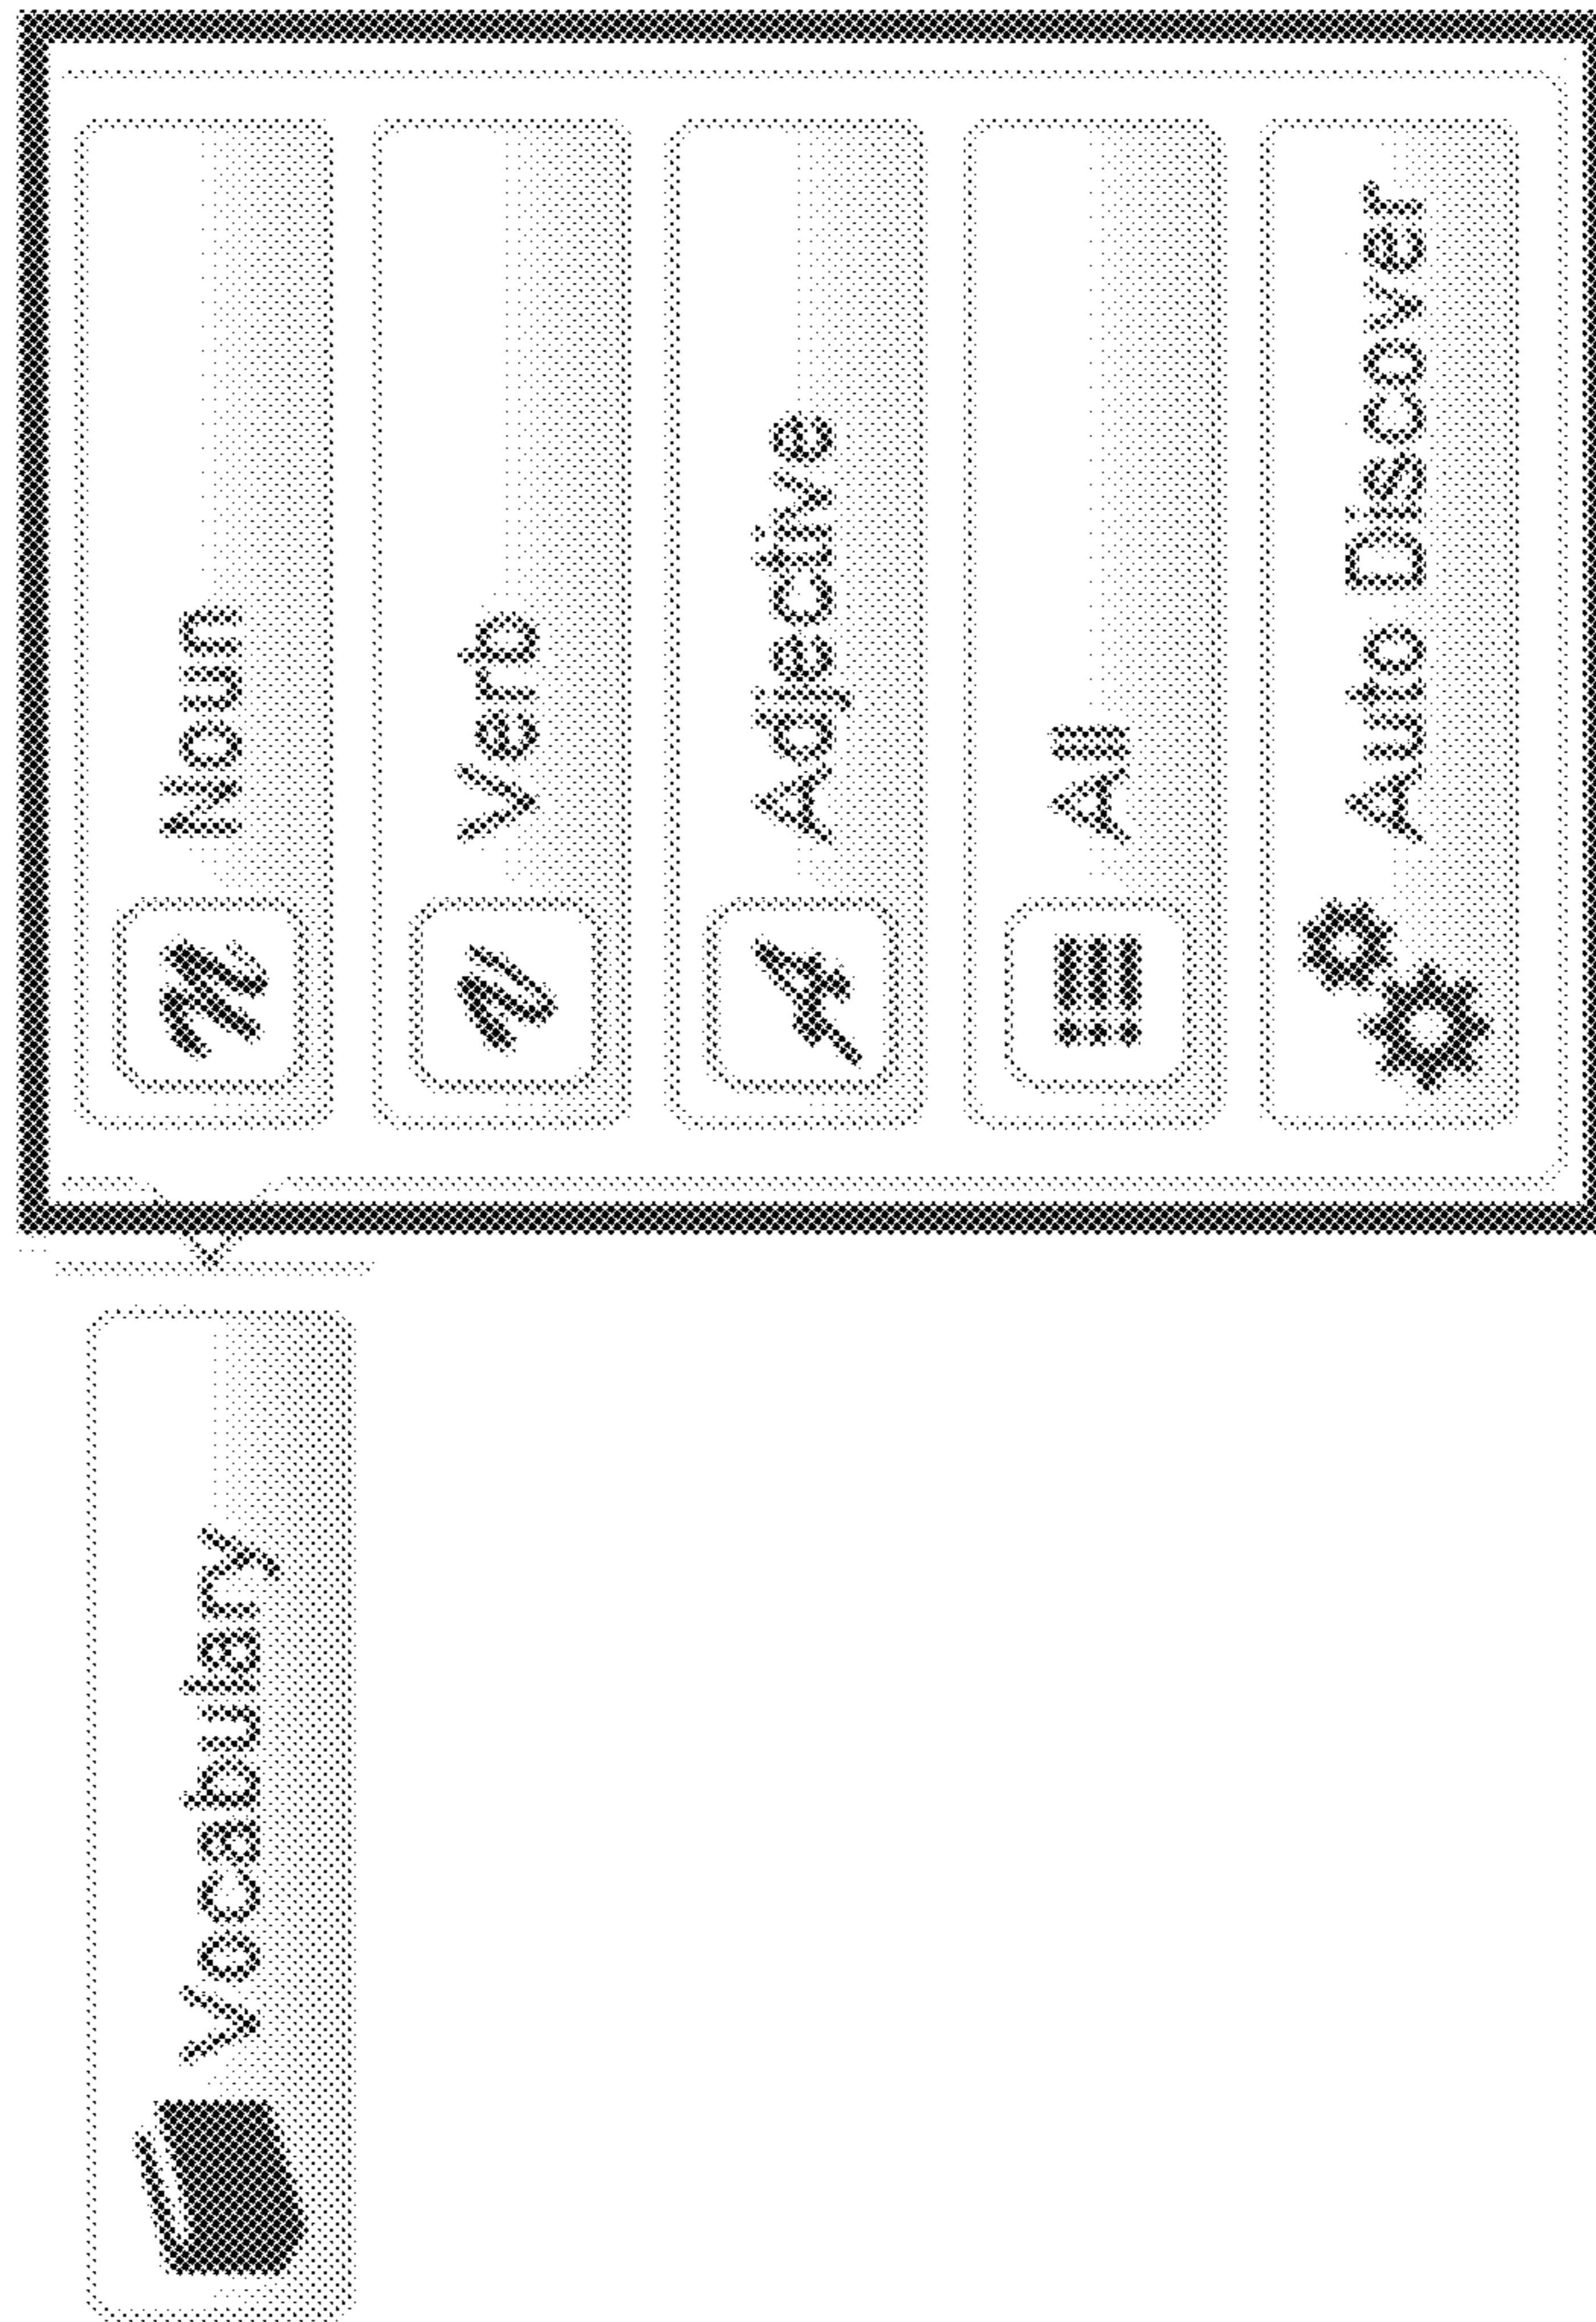 Vocabulary
Noun
Verb
Adjective
All
Auto Discover